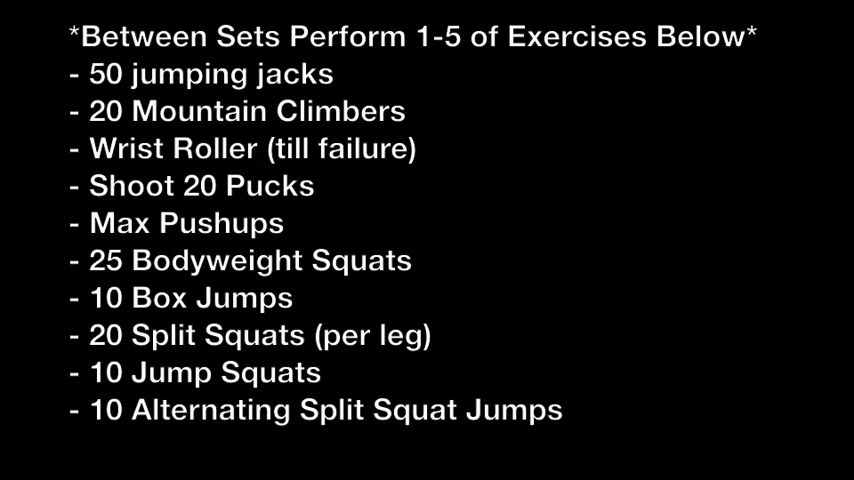 *Between Sets Perform 1-5 of Exercises Below*
- 50 jumping jacks
- 20 Mountain Climbers
- Wrist Roller (till failure)
- Shoot 20 Pucks
- Max Pushups
- 25 Bodyweight Squats
- 10 Box Jumps
- 20 Split Squats (per leg)
- 10 Jump Squats
- 10 Alternating Split Squat Jumps